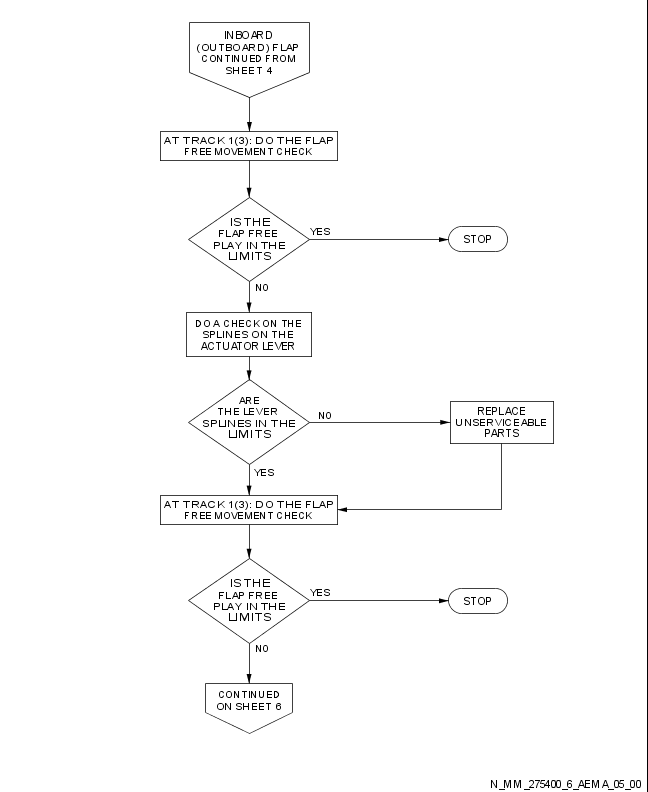 INBOARD
(OUTBOARD) FLAP
CONTINUED FROM
SHEET 4
AT TRACK 1(3): DO THE FLAP
FREE MOVEMENT CHECK
IS THE
FLAP FREE
PLAY IN THE
LIMITS
YES
STOP
NO
DO A CHECK ON THE
SPLINES ON THE
ACTUATOR LEVER
ARE
THE LEVER
SPLINES IN THE
LIMITS
NO
REPLACE
UNSERVICEABLE
PARTS
YES
AT TRACK 1(3): DO THE FLAP
FREE MOVEMENT CHECK
IS THE
FLAP FREE
PLAY IN THE
LIMITS
YES
STOP
NO
CONTINUED
ON SHEET 6
N_MM_275400_6_AEMA_05_00